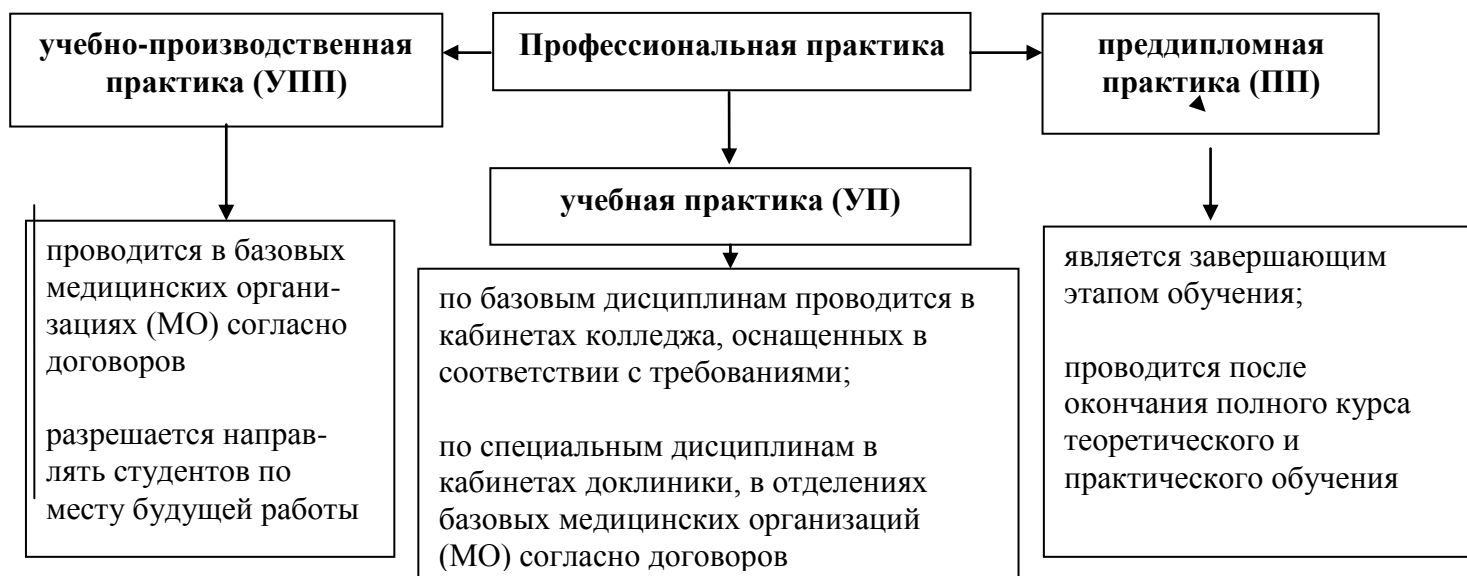 учебно-производственная
практика (УПП)
Профессиональная практика
преддипломная
практика (ПП)
учебная практика (УП)
проводится в базовых
медицинских органи-
зациях (МО) согласно
договоров
разрешается направ-
лять студентов по
месту будущей работы
по базовым дисциплинам проводится в
кабинетах колледжа, оснащенных в
соответствии с требованиями;
по специальным дисциплинам в
кабинетах доклиники, в отделениях
базовых медицинских организаций
(МО) согласно договоров
является завершающим
этапом обучения;
проводится после
окончания полного курса
теоретического и
практического обучения